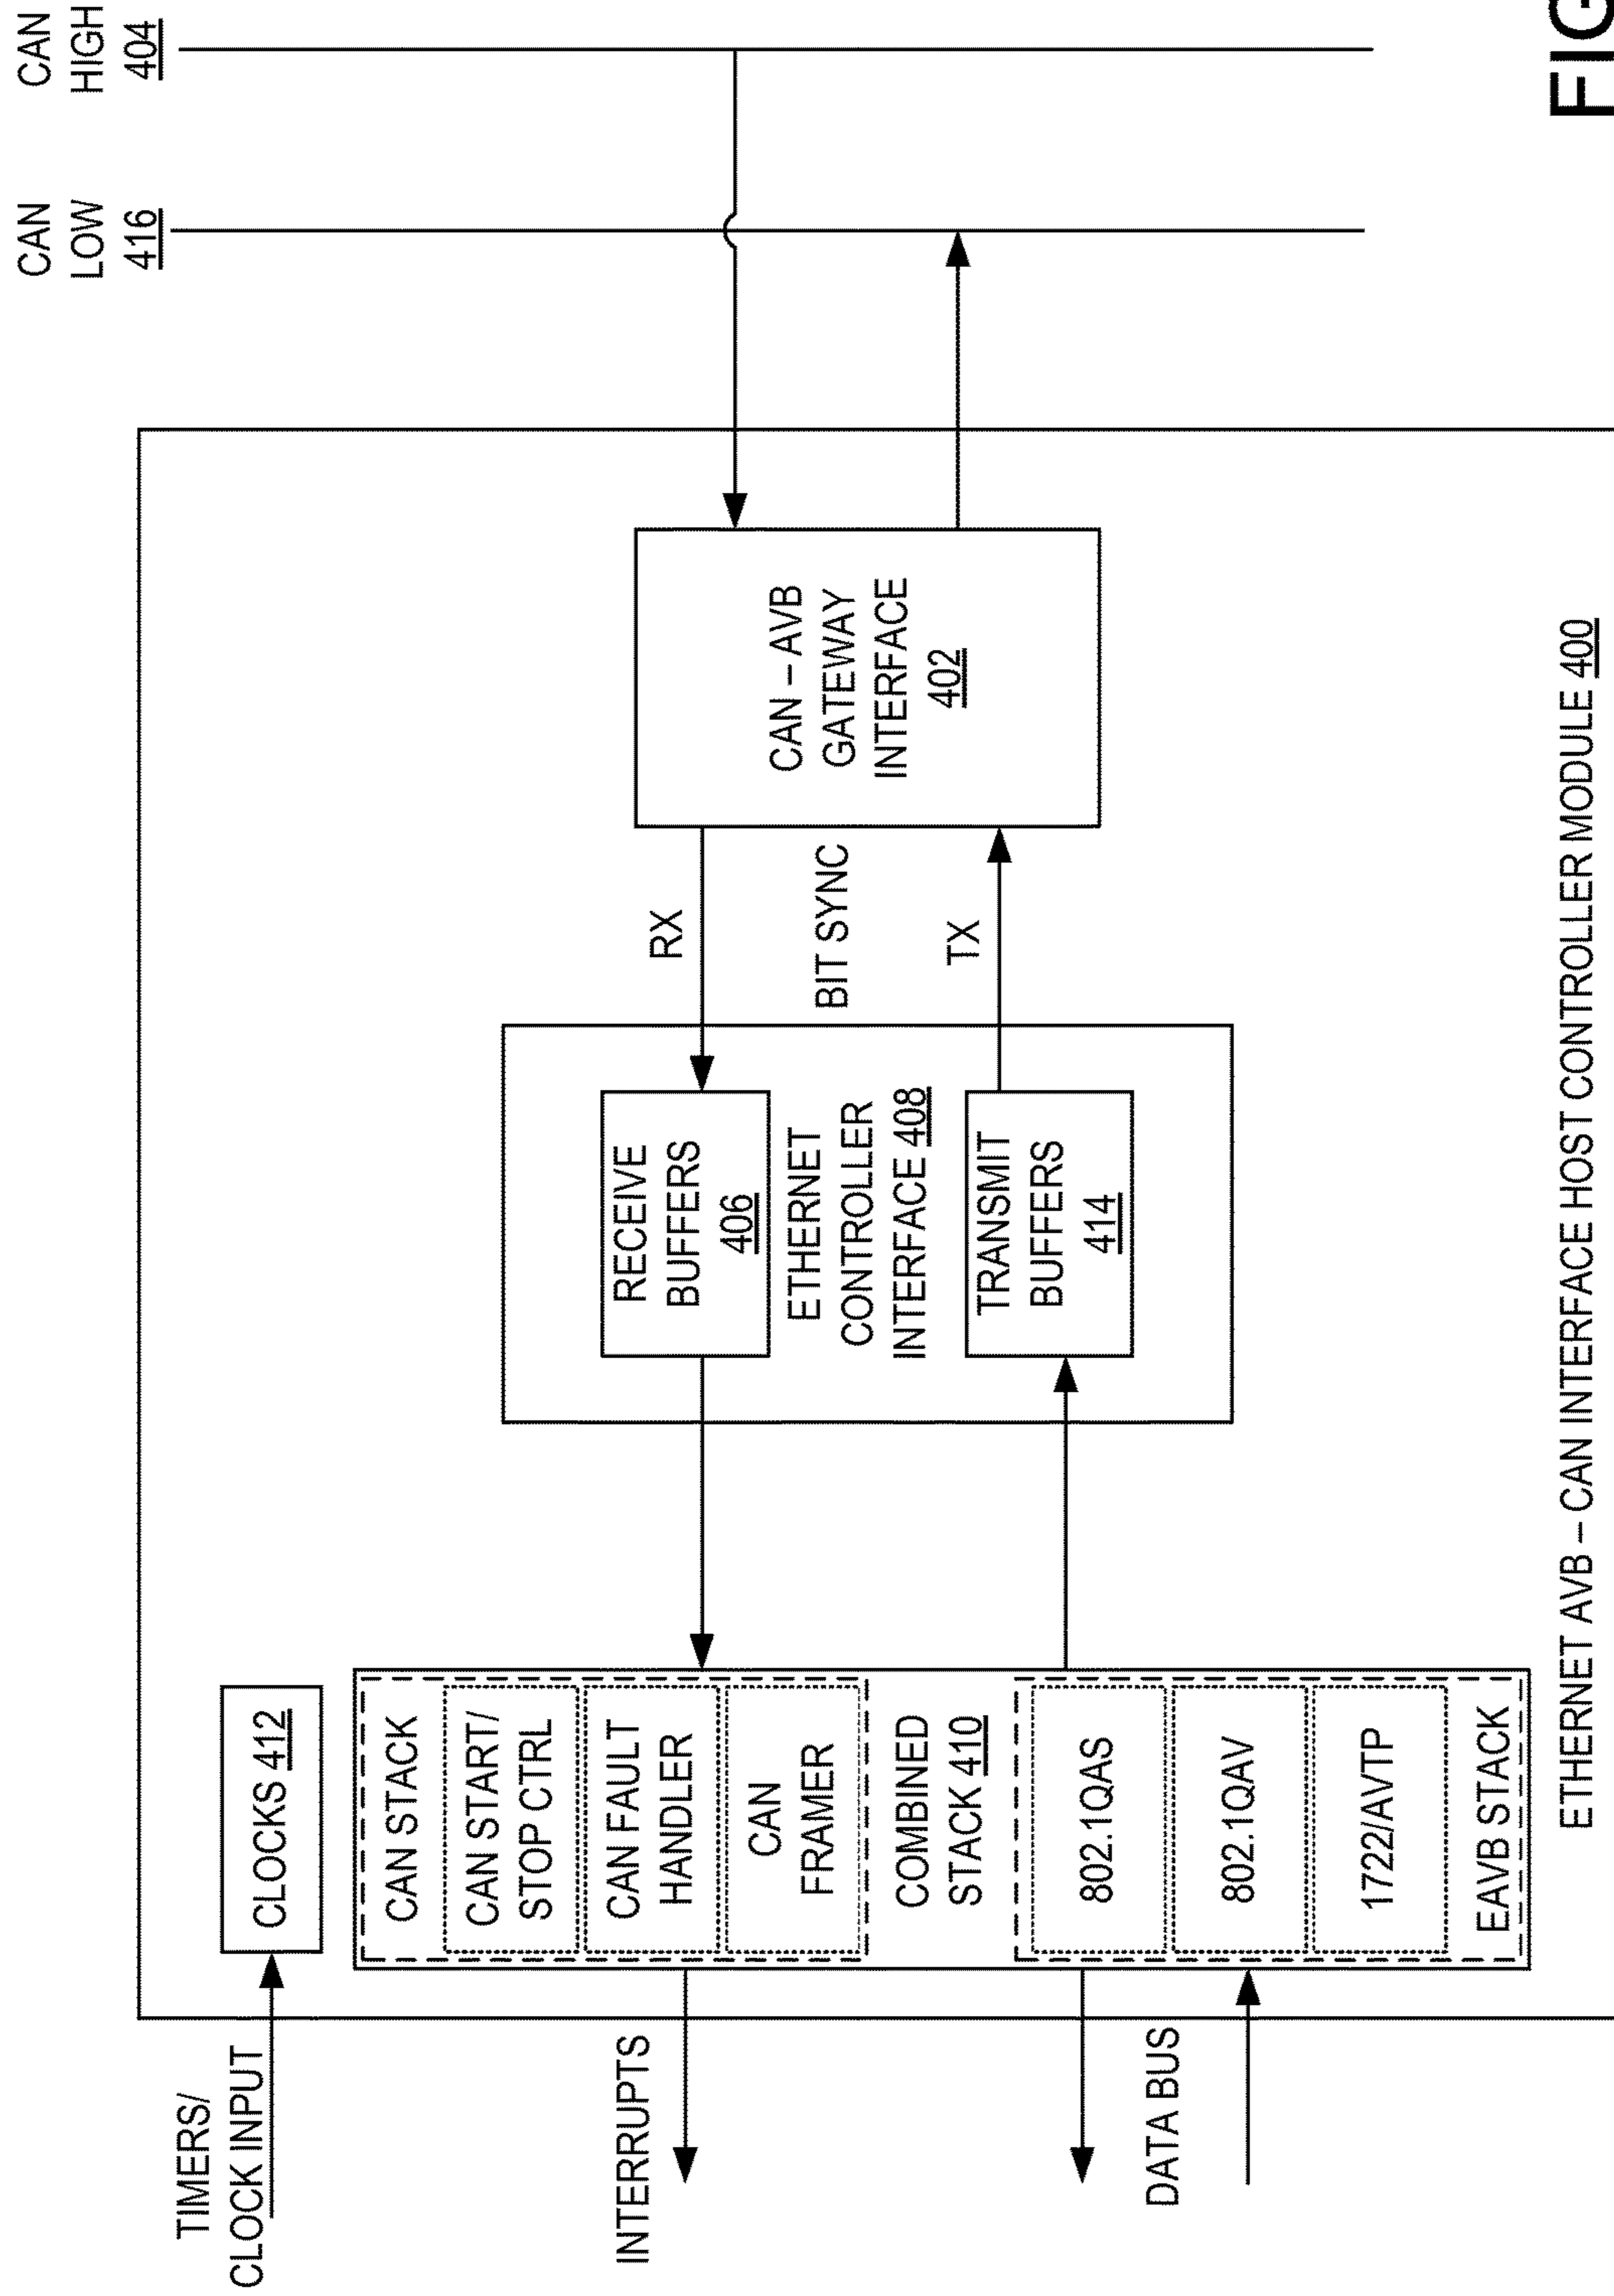 CAN
HIGH
404
CAN
LOW
416
TIMERS/
CLOCK INPUT
CLOCKS 412
INTERRUPTS
DATA BUS
CAN STACK
CAN START/
STOP CTRL
CAN FAULT
HANDLER
CAN
FRAMER
COMBINED
STACK 410
802.1QAS
802.1QAV
1722/AVTP
EAVB STACK
RECEIVE
BUFFERS
406
ETHERNET
CONTROLLER
INTERFACE 408
TRANSMIT
BUFFERS
414
RX
BIT SYNC
TX
CAN – AVB
GATEWAY
INTERFACE
402
ETHERNET AVB – CAN INTERFACE HOST CONTROLLER MODULE 400
FIG